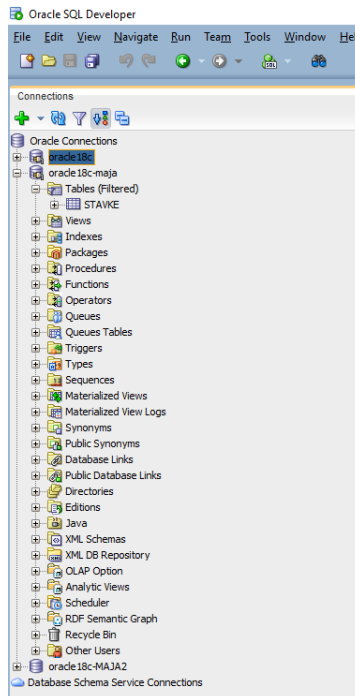 Oracle SQL Developer
File Edit View Navigate Run Team Tools Window He
SQL
Connections
Oracle Connections
oracle18c
oracle18c-maja
Tables (Filtered)
STAVKE
Views
Indexes
Packages
Procedures
Functions
Operators
Queues
Queues Tables
Triggers
Types
Sequences
Materialized Views
Materialized View Logs
Synonyms
Public Synonyms
Database Links
Public Database Links
Directories
Editions
Java
XML Schemas
XML DB Repository
OLAP Option
Analytic Views
Scheduler
RDF Semantic Graph
Recycle Bin
Other Users
oracle18c-MAJA2
Database Schema Service Connections